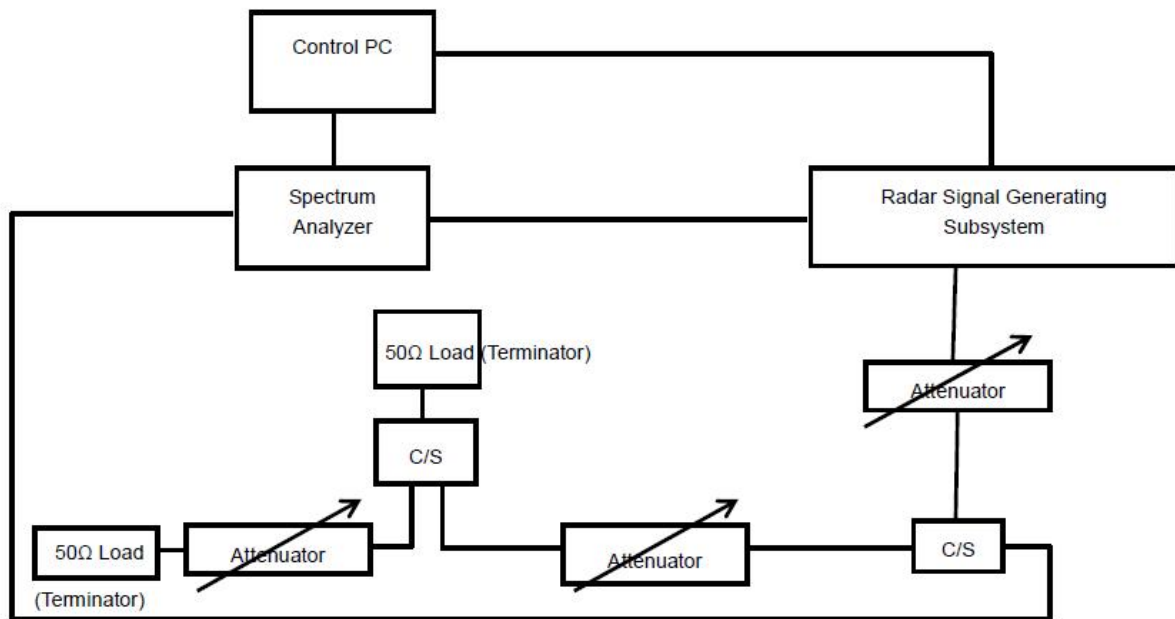 Control PC
Spectrum
Analyzer
Radar Signal Generating
Subsystem
50Ω Load (Terminator)
Attenuator
C/S
50Ω Load
(Terminator)
Attenuator
Attenuator
C/S